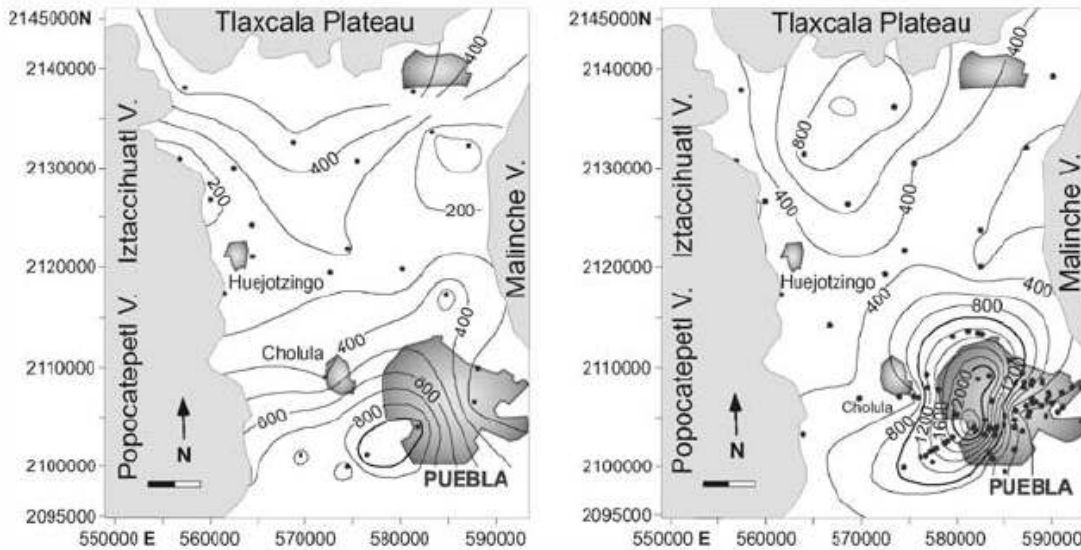 2145000N
2140000
2130000
2120000
2110000
2100000
2095000
550000 E
560000
570000
580000
590000
Tlaxcala Plateau
Iztaccihuatl V.
Popocatepetl V.
Malinche V.
Huejotzingo
Cholula
PUEBLA
N
400
400
200
200
400
400
600
800
600
2145000N
2140000
2130000
2120000
2110000
2100000
2095000
550000 E
560000
570000
580000
590000
Tlaxcala Plateau
Iztaccihuatl V.
Popocatepetl V.
Malinche V.
Huejotzingo
Cholula
PUEBLA
N
400
800
400
400
400
400
800
800
1200
1600
2000
1200